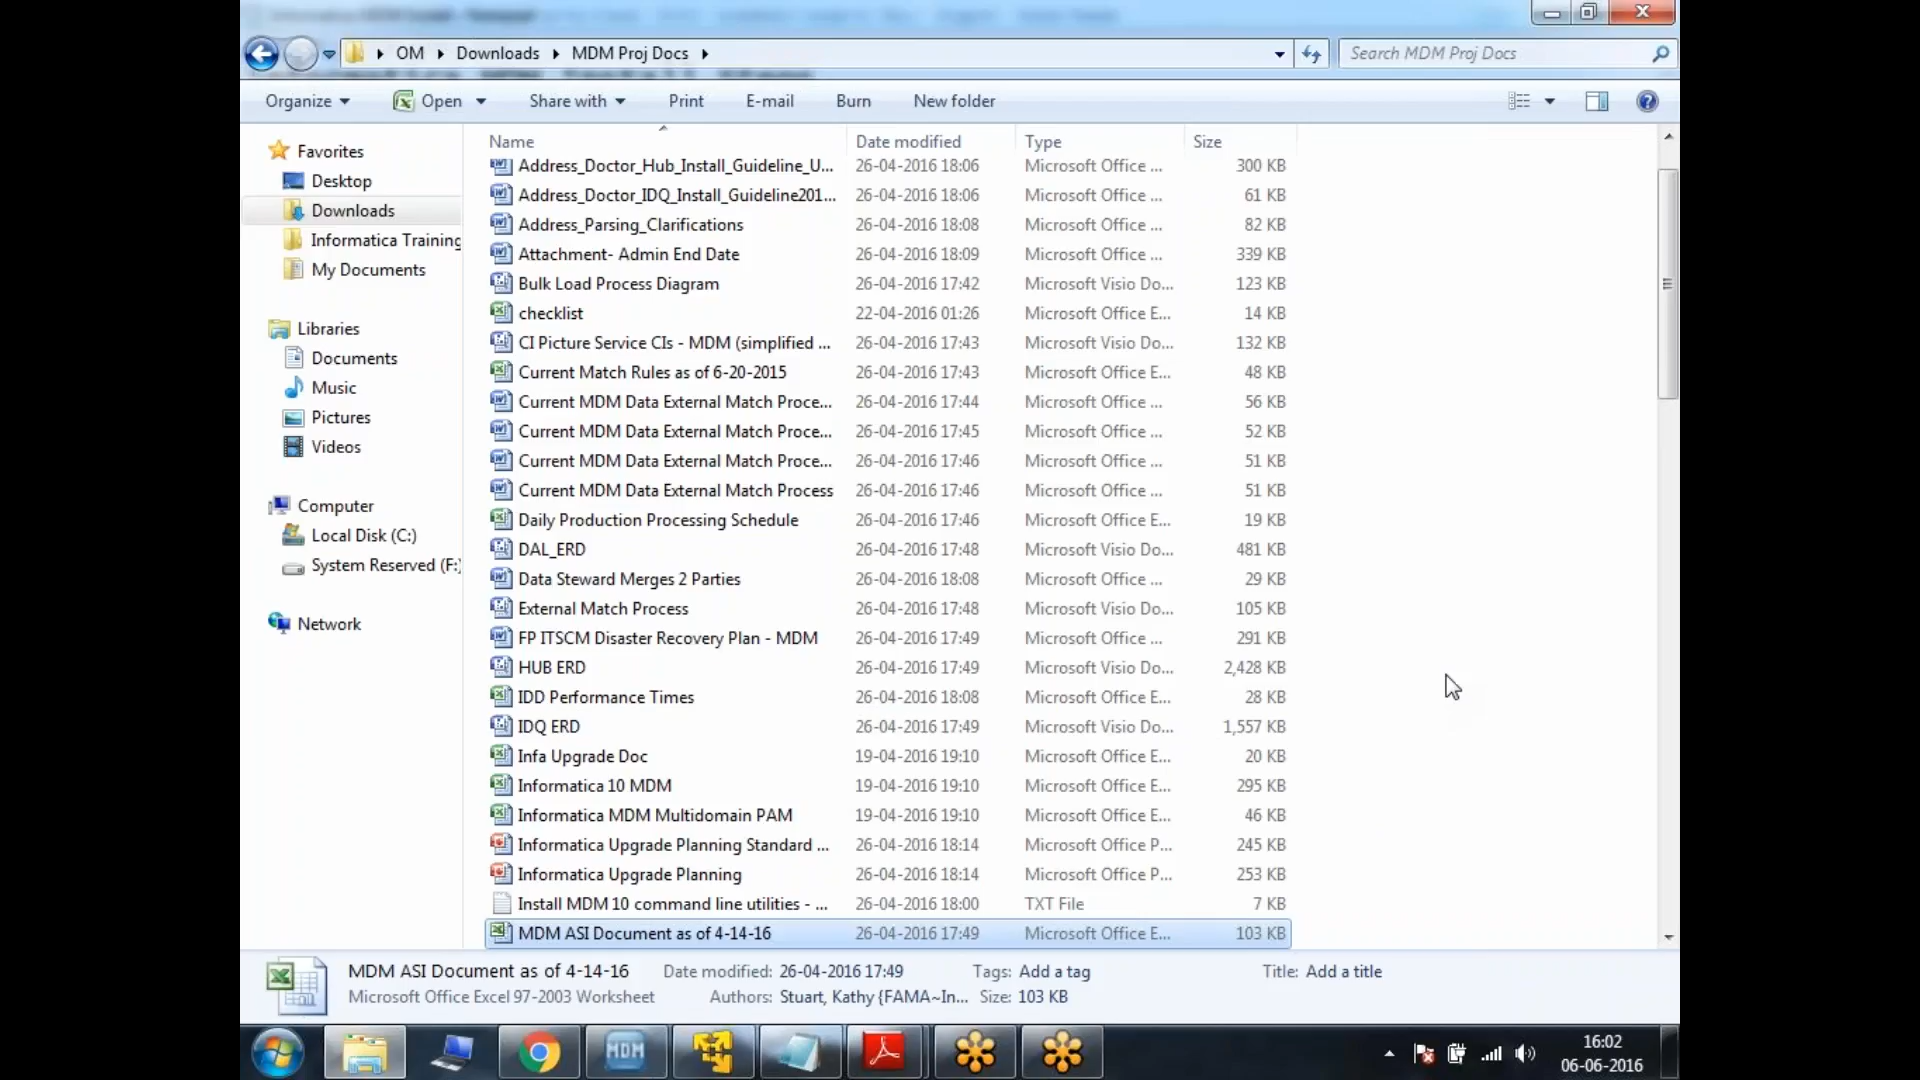 OM Downloads MDM Proj Docs Search MDM Proj Docs
Organize Open Share with Print E-mail Burn New folder
Favorites
Desktop
Downloads
Informatica Training
My Documents
Libraries
Documents
Music
Pictures
Videos
Computer
Local Disk (C:)
System Reserved (F:)
Network
Name Date modified Type Size
Address_Doctor_Hub_Install_Guideline_U... 26-04-2016 18:06 Microsoft Office ... 300 KB
Address_Doctor_IDQ_Install_Guideline201... 26-04-2016 18:06 Microsoft Office ... 61 KB
Address_Parsing_Clarifications 26-04-2016 18:08 Microsoft Office ... 82 KB
Attachment- Admin End Date 26-04-2016 18:09 Microsoft Office ... 339 KB
Bulk Load Process Diagram 26-04-2016 17:42 Microsoft Visio Do... 123 KB
checklist 22-04-2016 01:26 Microsoft Office E... 14 KB
CI Picture Service CIs - MDM (simplified ... 26-04-2016 17:43 Microsoft Visio Do... 132 KB
Current Match Rules as of 6-20-2015 26-04-2016 17:43 Microsoft Office E... 48 KB
Current MDM Data External Match Proce... 26-04-2016 17:44 Microsoft Office ... 56 KB
Current MDM Data External Match Proce... 26-04-2016 17:45 Microsoft Office ... 52 KB
Current MDM Data External Match Proce... 26-04-2016 17:46 Microsoft Office ... 51 KB
Current MDM Data External Match Process 26-04-2016 17:46 Microsoft Office ... 51 KB
Daily Production Processing Schedule 26-04-2016 17:46 Microsoft Office E... 19 KB
DAL_ERD 26-04-2016 17:48 Microsoft Visio Do... 481 KB
Data Steward Merges 2 Parties 26-04-2016 18:08 Microsoft Office ... 29 KB
External Match Process 26-04-2016 17:48 Microsoft Visio Do... 105 KB
FP ITSCM Disaster Recovery Plan - MDM 26-04-2016 17:49 Microsoft Office ... 291 KB
HUB ERD 26-04-2016 17:49 Microsoft Visio Do... 2,428 KB
IDD Performance Times 26-04-2016 18:08 Microsoft Office E... 28 KB
IDQ ERD 26-04-2016 17:49 Microsoft Visio Do... 1,557 KB
Infa Upgrade Doc 19-04-2016 19:10 Microsoft Office E... 20 KB
Informatica 10 MDM 19-04-2016 19:10 Microsoft Office E... 295 KB
Informatica MDM Multidomain PAM 19-04-2016 19:10 Microsoft Office E... 46 KB
Informatica Upgrade Planning Standard ... 26-04-2016 18:14 Microsoft Office P... 245 KB
Informatica Upgrade Planning 26-04-2016 18:14 Microsoft Office P... 253 KB
Install MDM 10 command line utilities - ... 26-04-2016 18:00 TXT File 7 KB
MDM ASI Document as of 4-14-16 26-04-2016 17:49 Microsoft Office E... 103 KB
MDM ASI Document as of 4-14-16 Date modified: 26-04-2016 17:49 Tags: Add a tag Title: Add a title
Microsoft Office Excel 97-2003 Worksheet Authors: Stuart, Kathy {FAMA~In... Size: 103 KB
MDM
16:02
06-06-2016